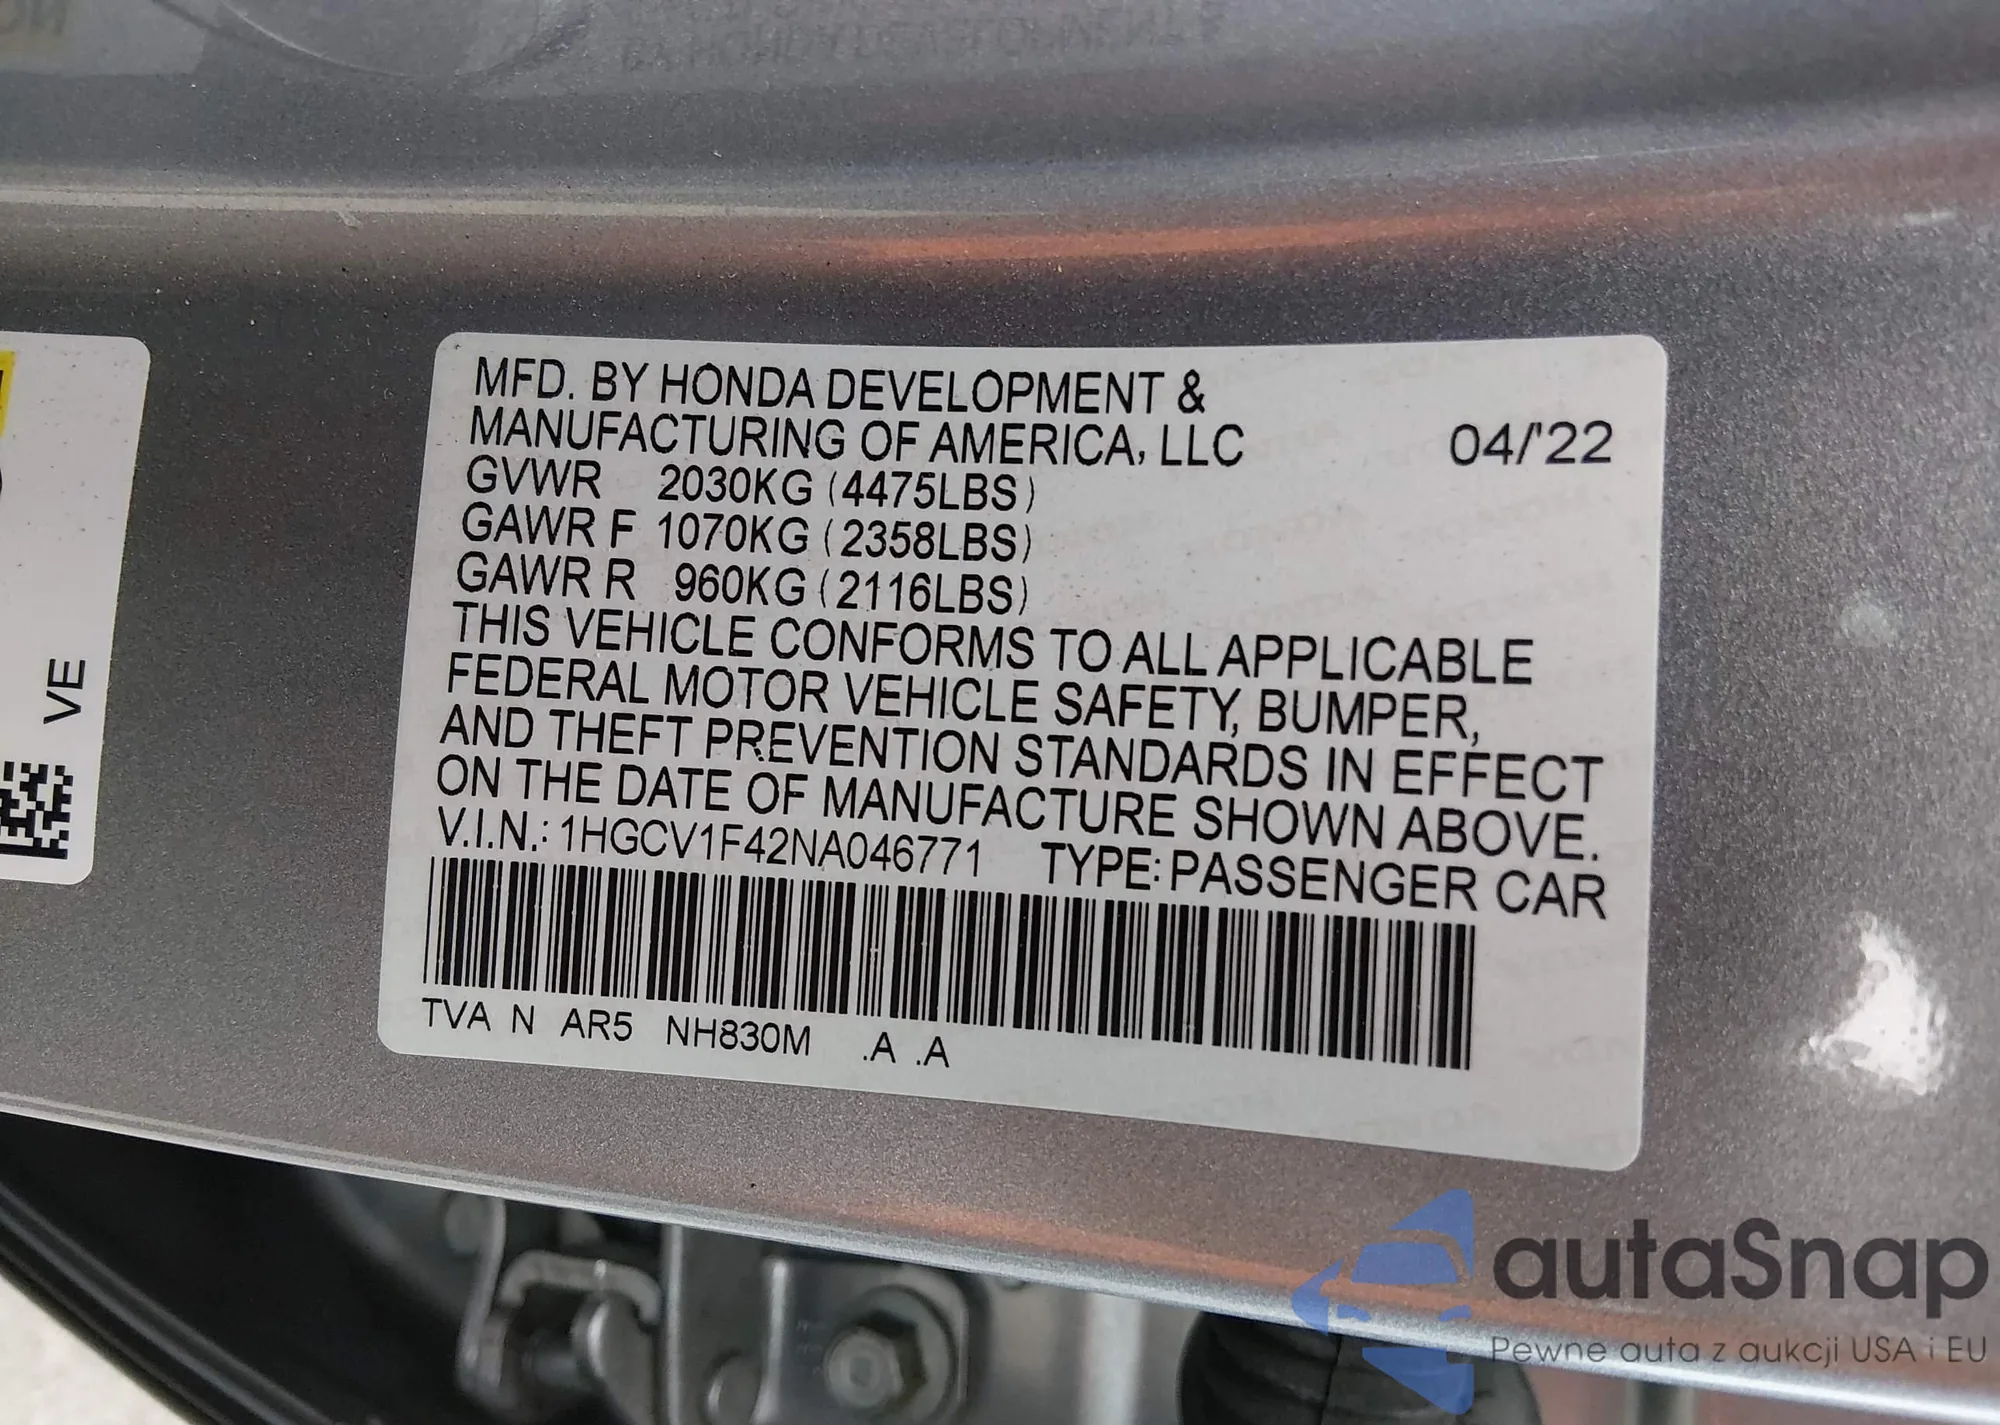 MFD. BY HONDA DEVELOPMENT &
MANUFACTURING OF AMERICA, LLC 04/'22
GVWR 2030KG (4475LBS)
GAWR F 1070KG (2358LBS)
GAWR R 960KG (2116LBS)
THIS VEHICLE CONFORMS TO ALL APPLICABLE
FEDERAL MOTOR VEHICLE SAFETY, BUMPER,
AND THEFT PREVENTION STANDARDS IN EFFECT
ON THE DATE OF MANUFACTURE SHOWN ABOVE.
V.I.N.: 1HGCV1F42NA046771 TYPE: PASSENGER CAR
TVA N AR5 NH830M .A .A
VE
autaSnap
Pewne auta z aukcji USA i EU